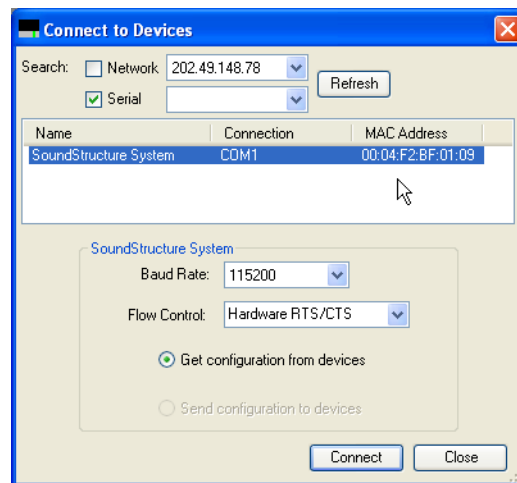 Connect to Devices
Search: Network 202.49.148.78 Refresh
Serial
Name Connection MAC Address
SoundStructure System COM1 00:04:F2:BF:01:09
SoundStructure System
Baud Rate: 115200
Flow Control: Hardware RTS/CTS
Get configuration from devices
Send configuration to devices
Connect Close